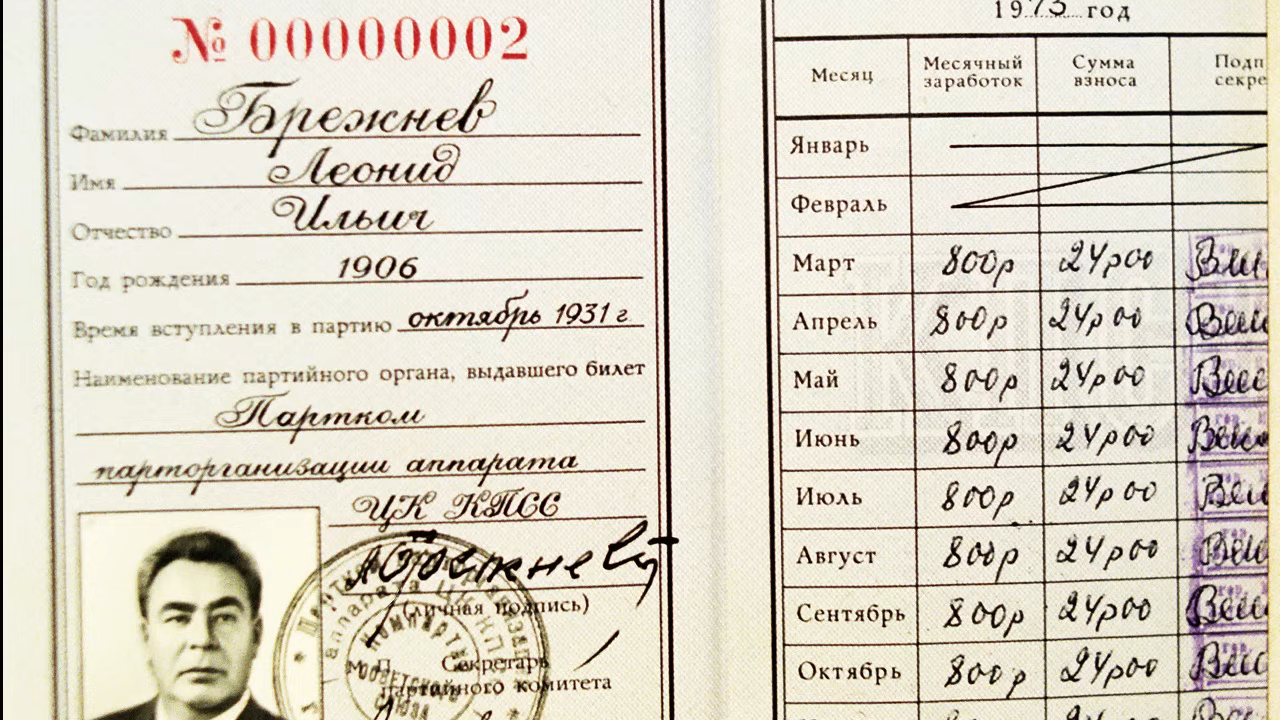 № 00000002
Фамилия Брежнев
Имя Леонид
Отчество Ильич
Год рождения 1906
Время вступления в партию октябрь 1931 г.
Наименование партийного органа, выдавшего билет
Партком
парторганизации аппарата
ЦК КПСС
(личная подпись)
М. П. Секретарь
партийного комитета
1973 год
Месяц Месячный заработок Сумма взноса Подп секре
Январь
Февраль
Март 800р 24р00
Апрель 800р 24р00
Май 800р 24р00
Июнь 800р 24р00
Июль 800р 24р00
Август 800р 24р00
Сентябрь 800р 24р00
Октябрь 800р 24р00